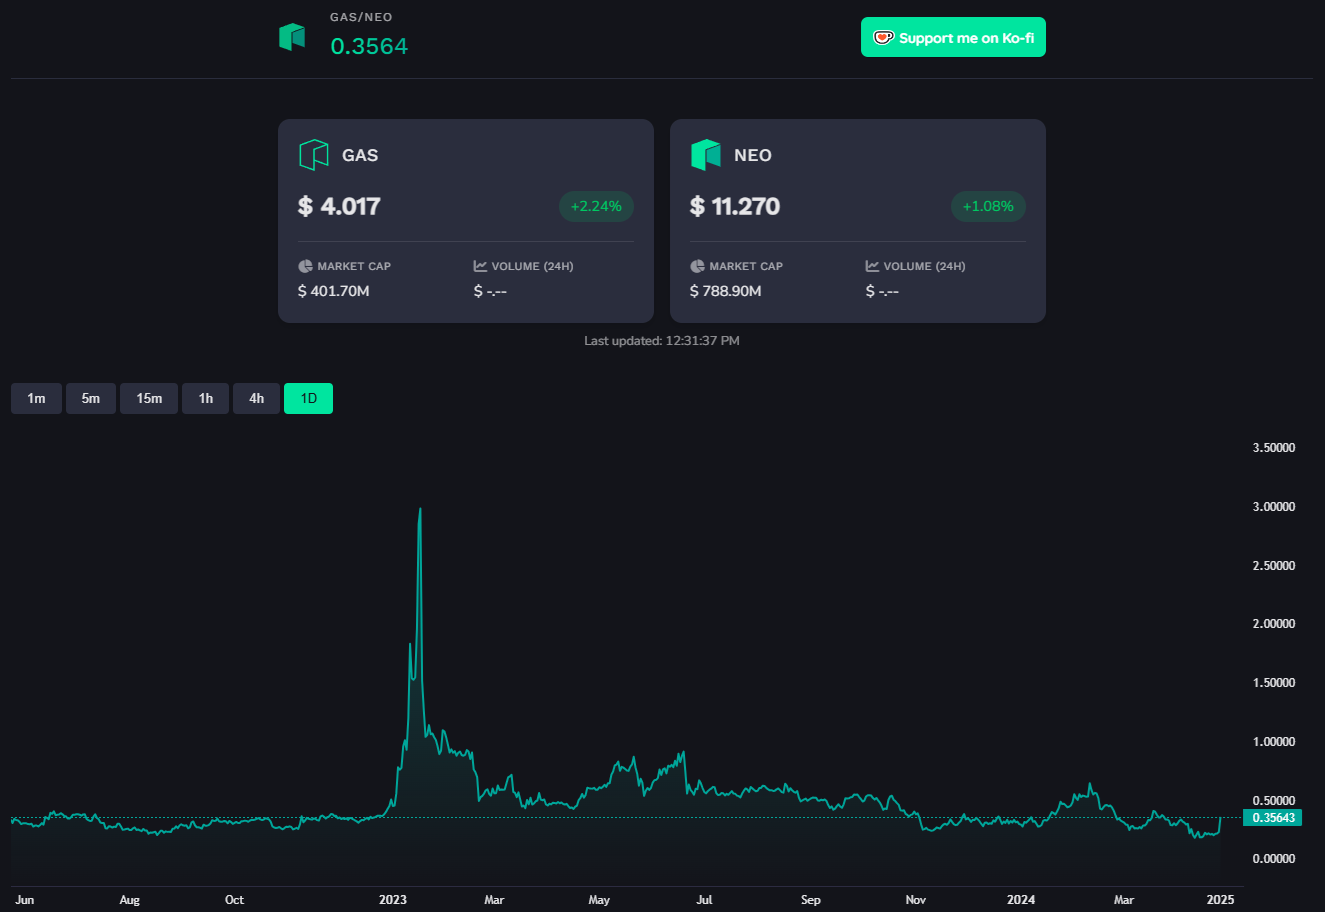 GAS/NEO
0.3564
Support me on Ko-fi
GAS
$ 4.017
+2.24%
MARKET CAP
VOLUME (24H)
$ 401.70M
$ -.--
NEO
$ 11.270
+1.08%
MARKET CAP
VOLUME (24H)
$ 788.90M
$ -.--
Last updated: 12:31:37 PM
1m 5m 15m 1h 4h 1D
3.50000
3.00000
2.50000
2.00000
1.50000
1.00000
0.50000
0.35643
0.00000
Jun Aug Oct 2023 Mar May Jul Sep Nov 2024 Mar 2025